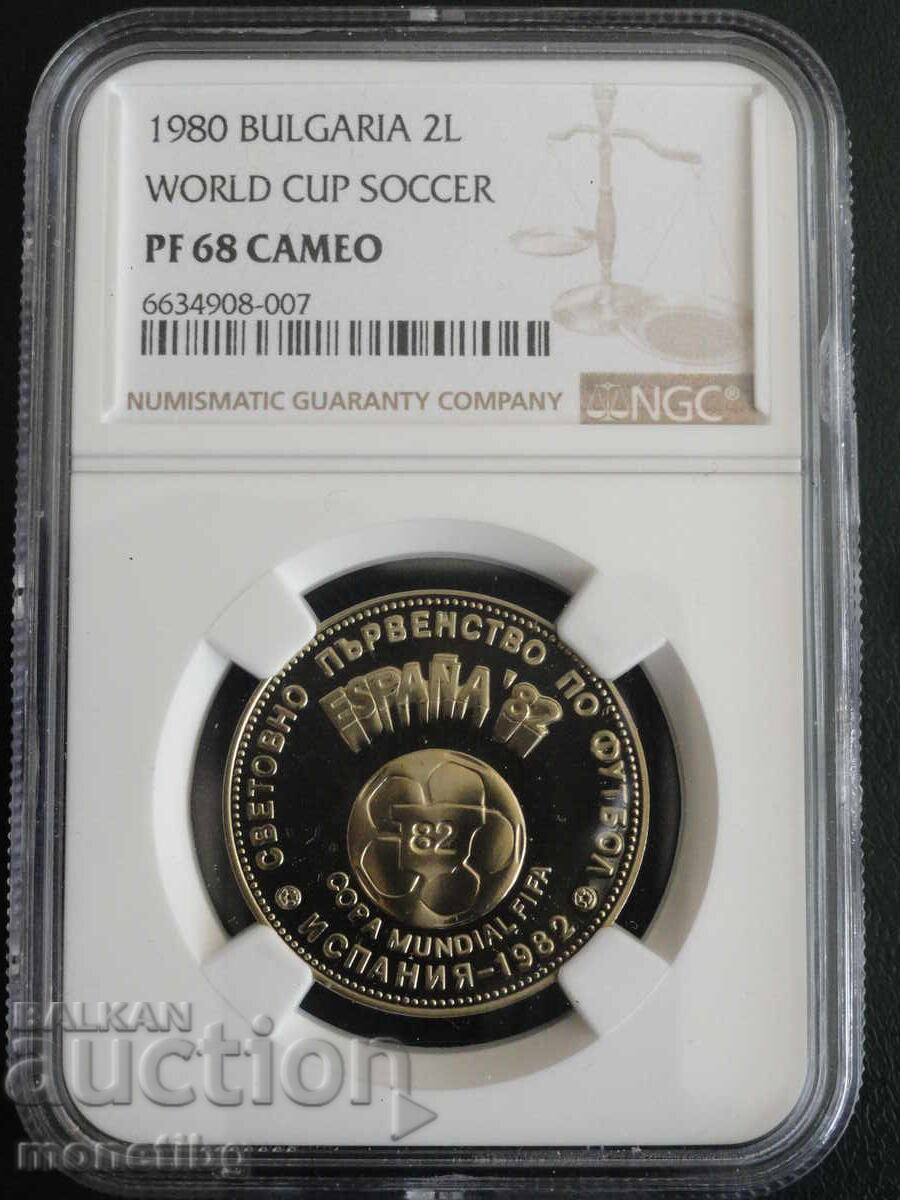 1980 BULGARIA 2L
WORLD CUP SOCCER
PF 68 CAMEO
6634908-007
NUMISMATIC GUARANTY COMPANY
NGC®
СВЕТОВНО ПЪРВЕНСТВО ПО ФУТБОЛ
ESPAÑA '82
82
COPA MUNDIAL FIFA
ИСПАНИЯ-1982
BALKAN
auction
monetibg